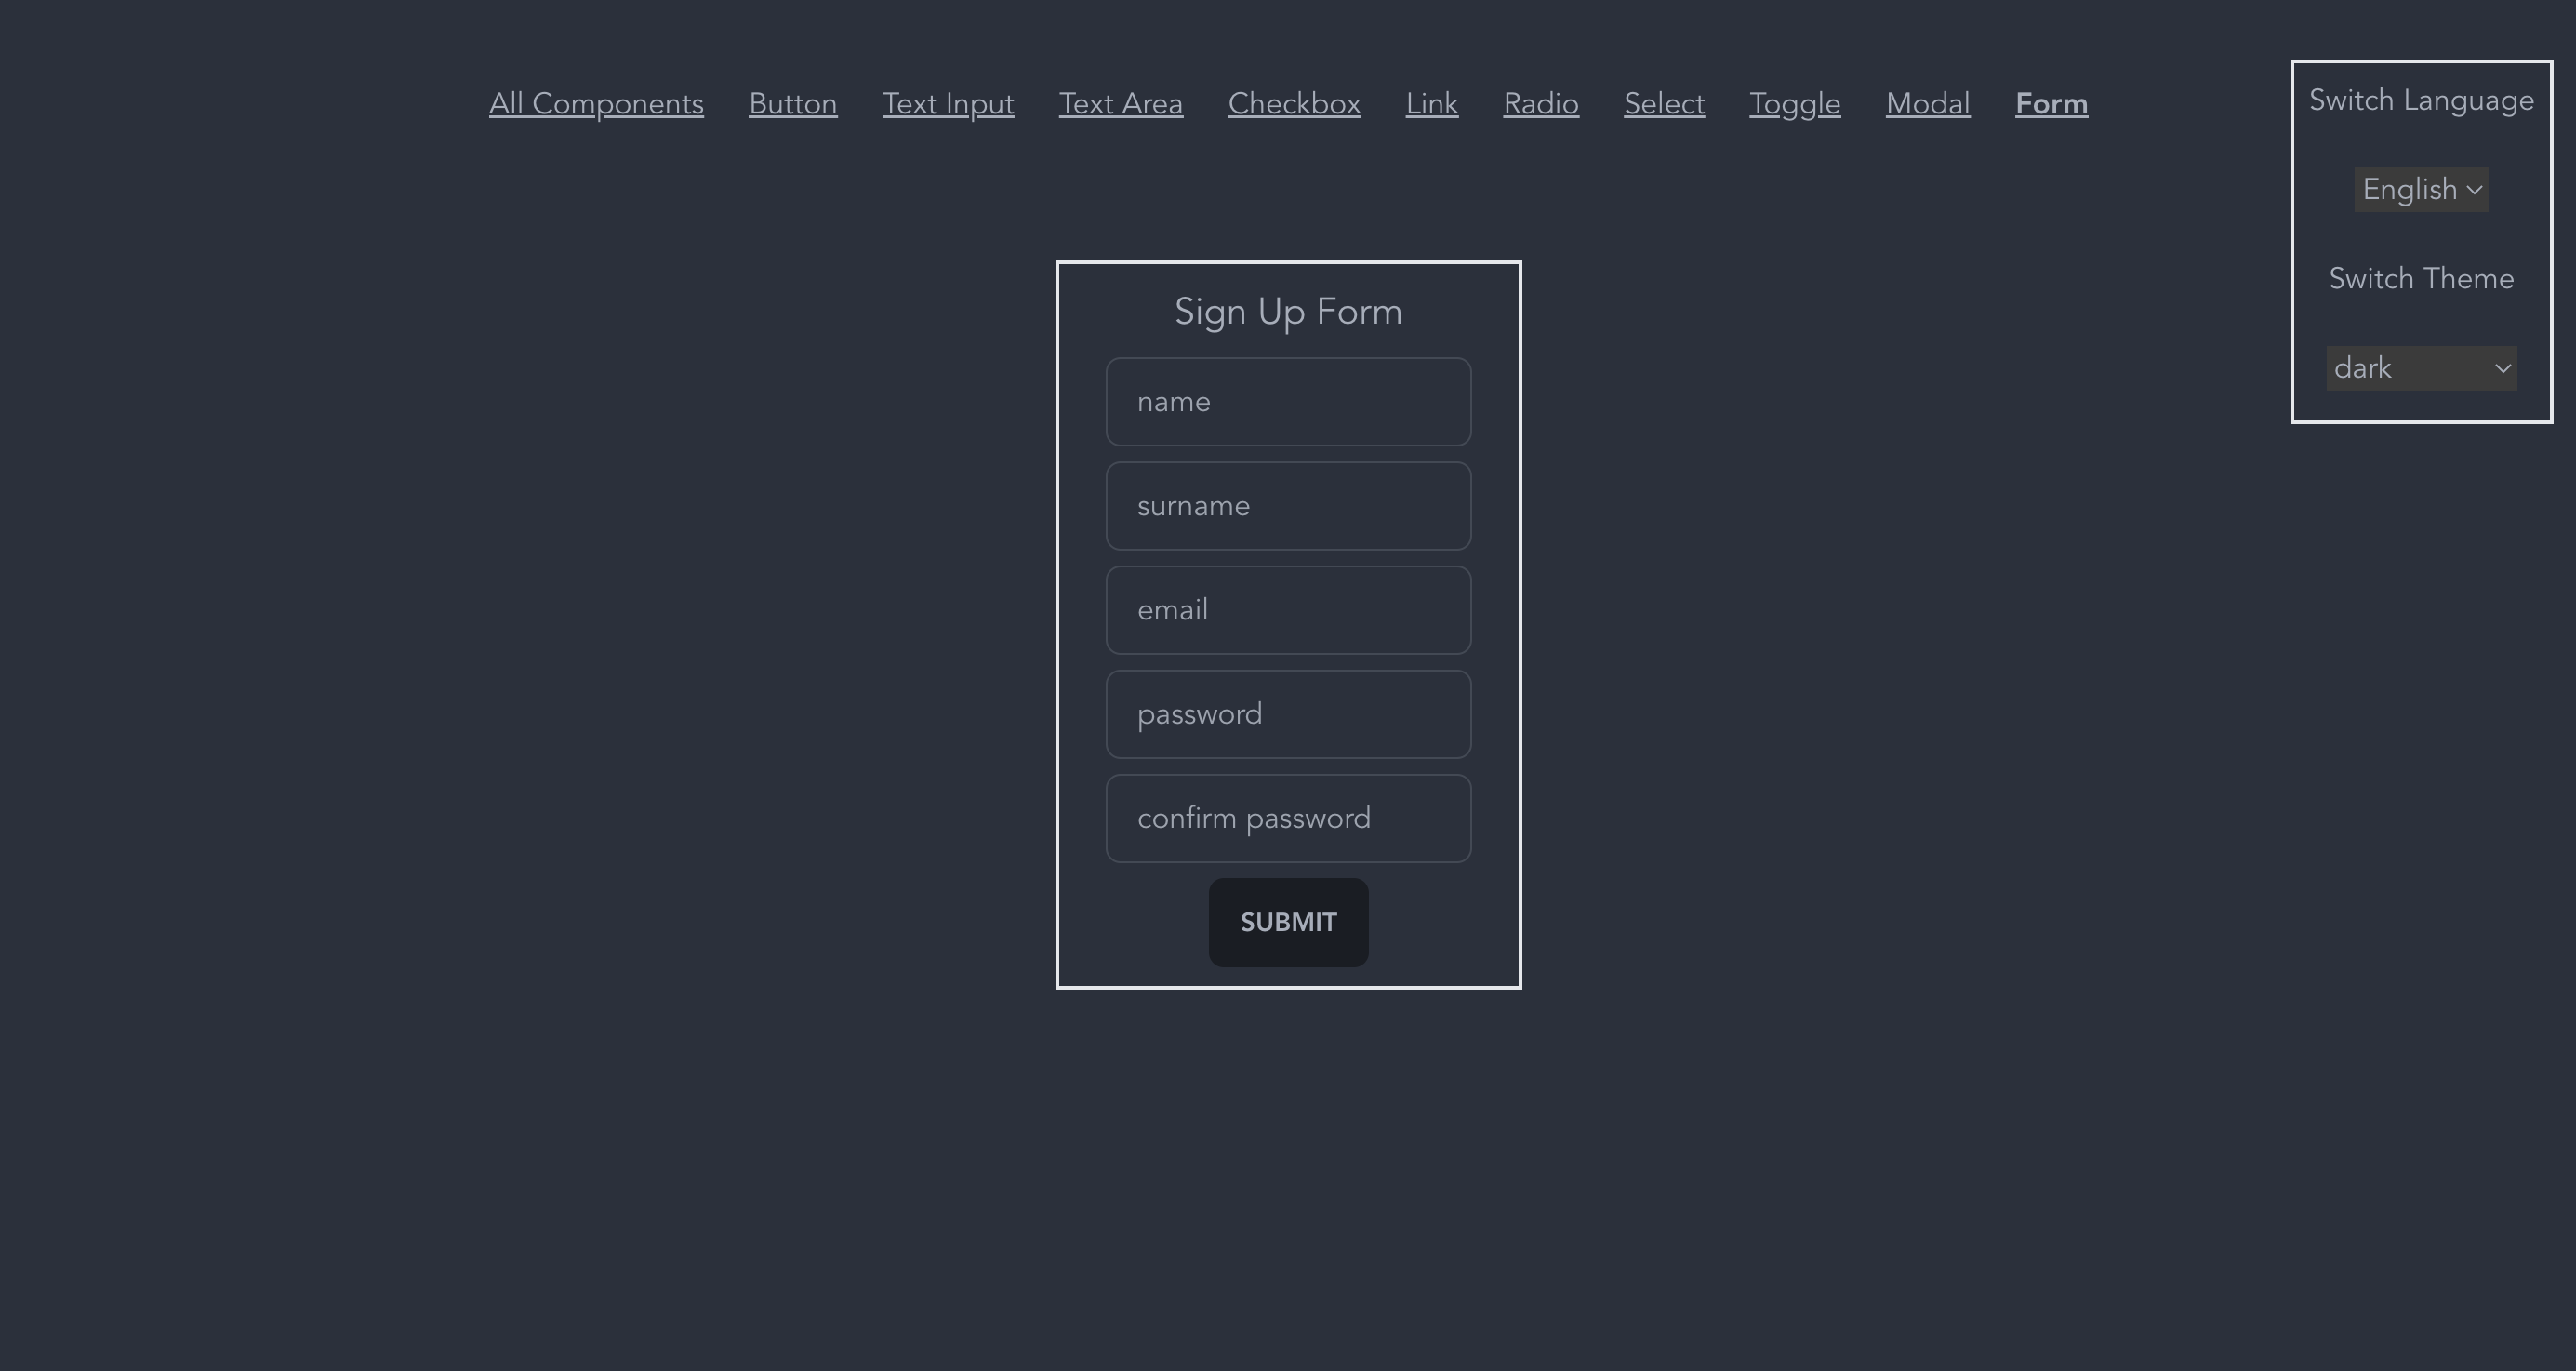 All Components Button Text Input Text Area Checkbox Link Radio Select Toggle Modal Form
Switch Language
English
Switch Theme
dark
Sign Up Form
name
surname
email
password
confirm password
SUBMIT